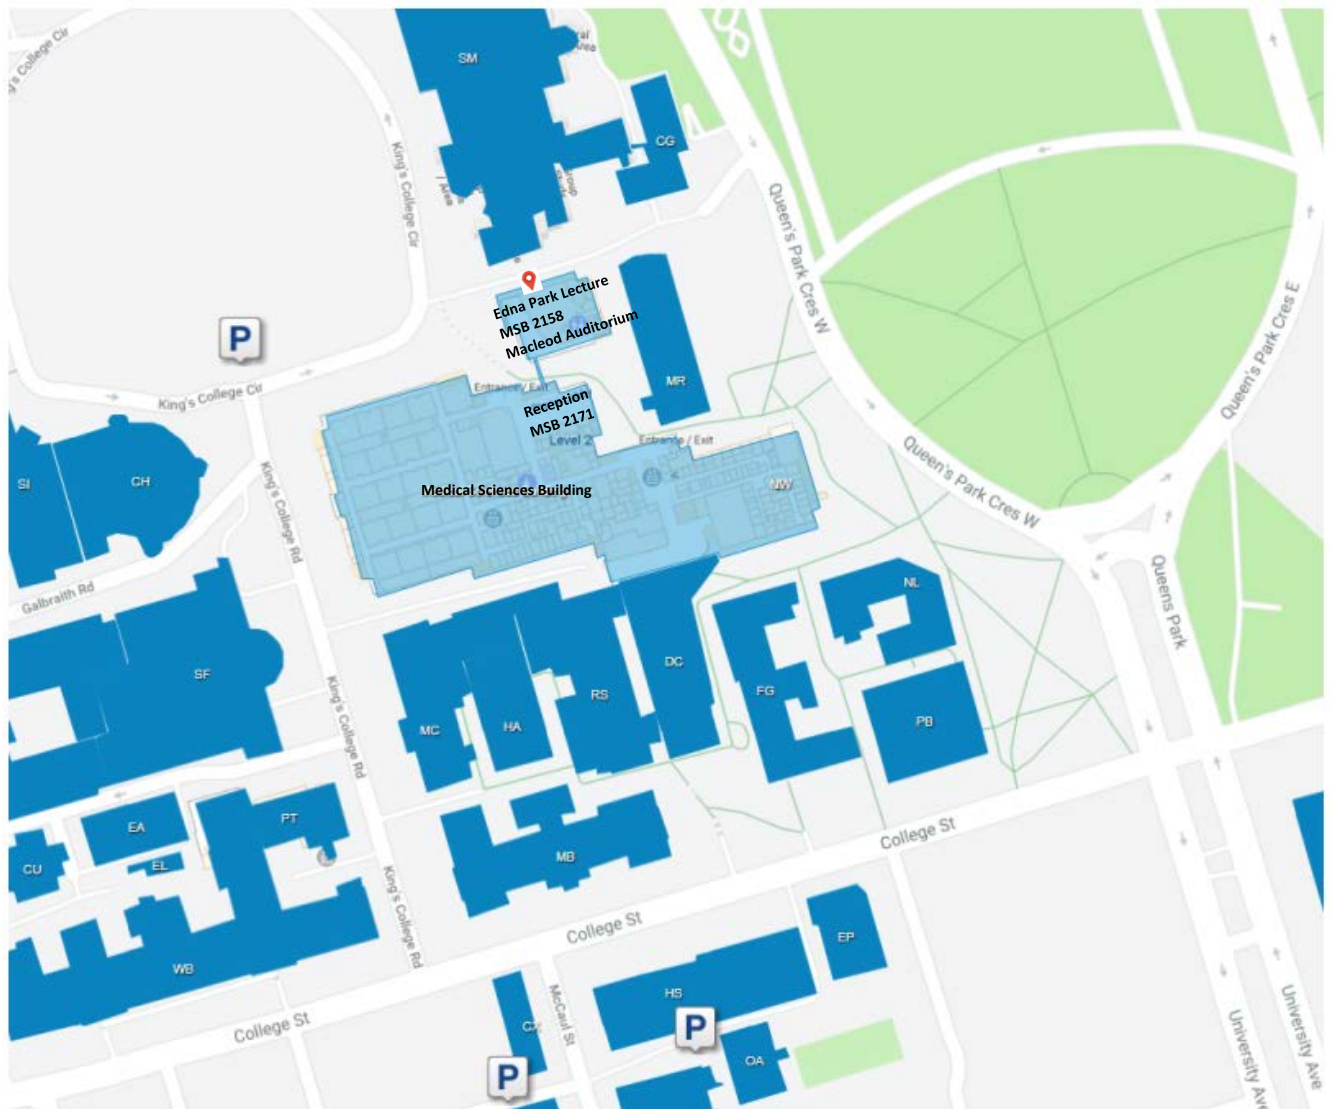 King's College Cir
SM
CG
King's College Cir
Queen's Park Cres W
P
Edna Park Lecture
MSB 2158
Macleod Auditorium
MR
Queen's Park Cres E
King's College Cir
Entrance / Exit
Reception
MSB 2171
Level 2
Entrance / Exit
Queen's Park Cres W
SI
CH
Medical Sciences Building
NW
King's College Rd
Galbraith Rd
NL
Queens Park
SF
DC
FG
RS
PB
King's College Rd
MC
HA
EA
PT
CU
EL
MB
College St
King's College Rd
College St
EP
WB
HS
College St
CZ
McCaul St
P
OA
P
University Ave
University Ave